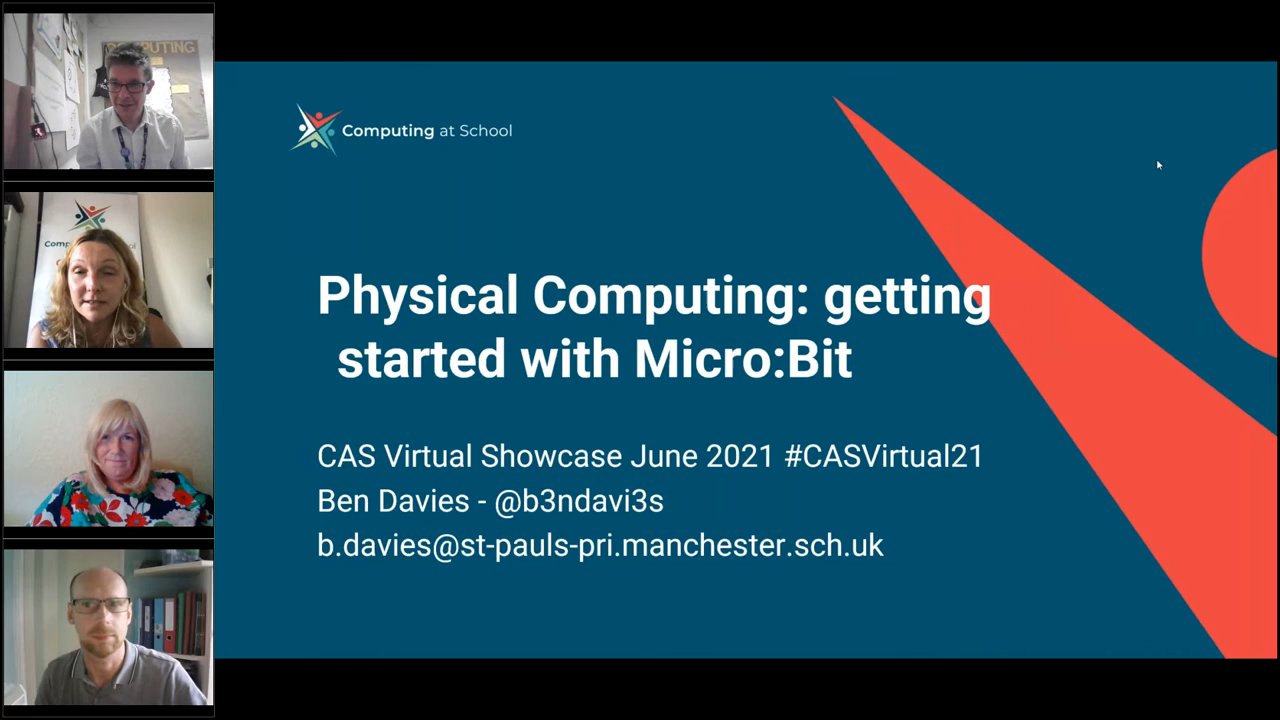 COMPUTING
Computing at School
Physical Computing: getting
started with Micro:Bit
CAS Virtual Showcase June 2021 #CASVirtual21
Ben Davies - @b3ndavi3s
b.davies@st-pauls-pri.manchester.sch.uk